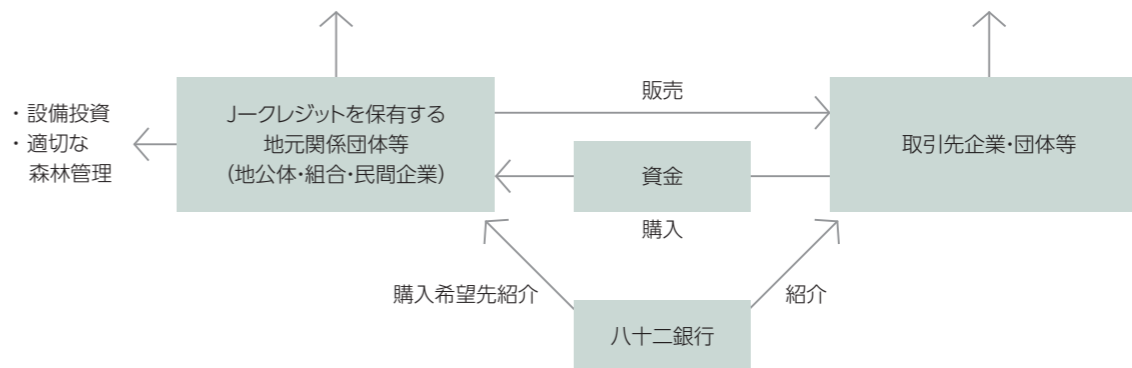 ・設備投資
・適切な
森林管理
Jークレジットを保有する
地元関係団体等
（地公体・組合・民間企業）
販売
資金
購入
取引先企業・団体等
購入希望先紹介
紹介
八十二銀行